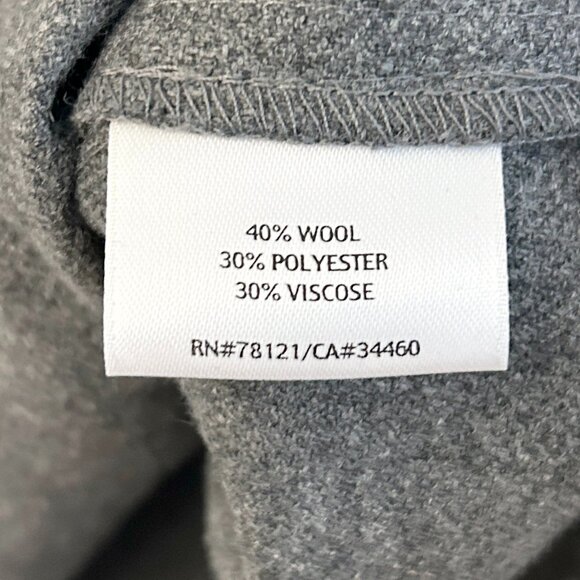 40% WOOL
30% POLYESTER
30% VISCOSE
RN#78121/CA#34460